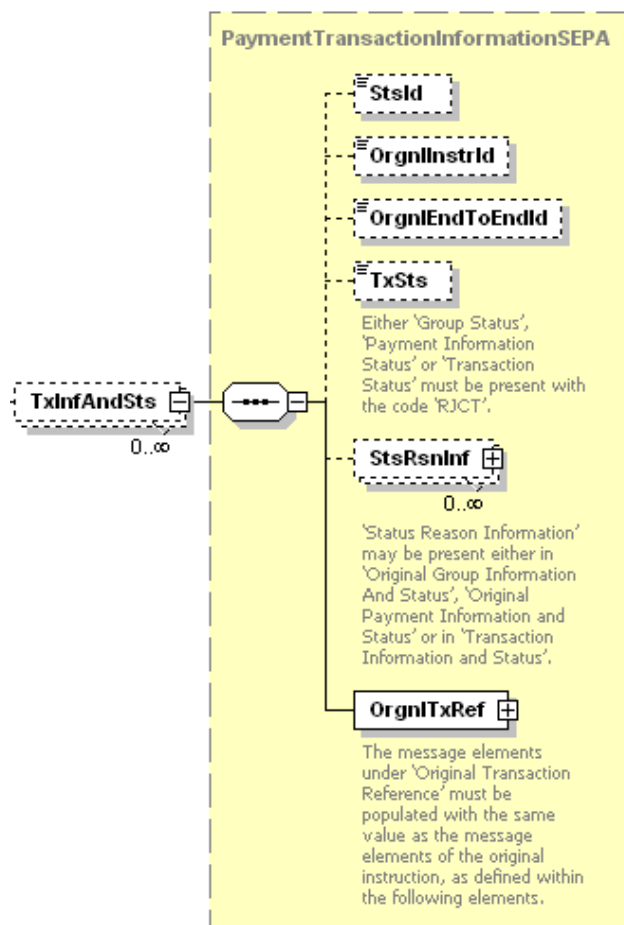 PaymentTransactionInformationSEPA
StsId
OrgnlInstrId
OrgnlEndToEndId
TxSts
Either 'Group Status',
'Payment Information
Status' or 'Transaction
Status' must be present with
the code 'RJCT'.
TxInfAndSts
0..∞
StsRsnInf
0..∞
'Status Reason Information'
may be present either in
'Original Group Information
And Status', 'Original
Payment Information and
Status' or in 'Transaction
Information and Status'.
OrgnlTxRef
The message elements
under 'Original Transaction
Reference' must be
populated with the same
value as the message
elements of the original
instruction, as defined within
the following elements.